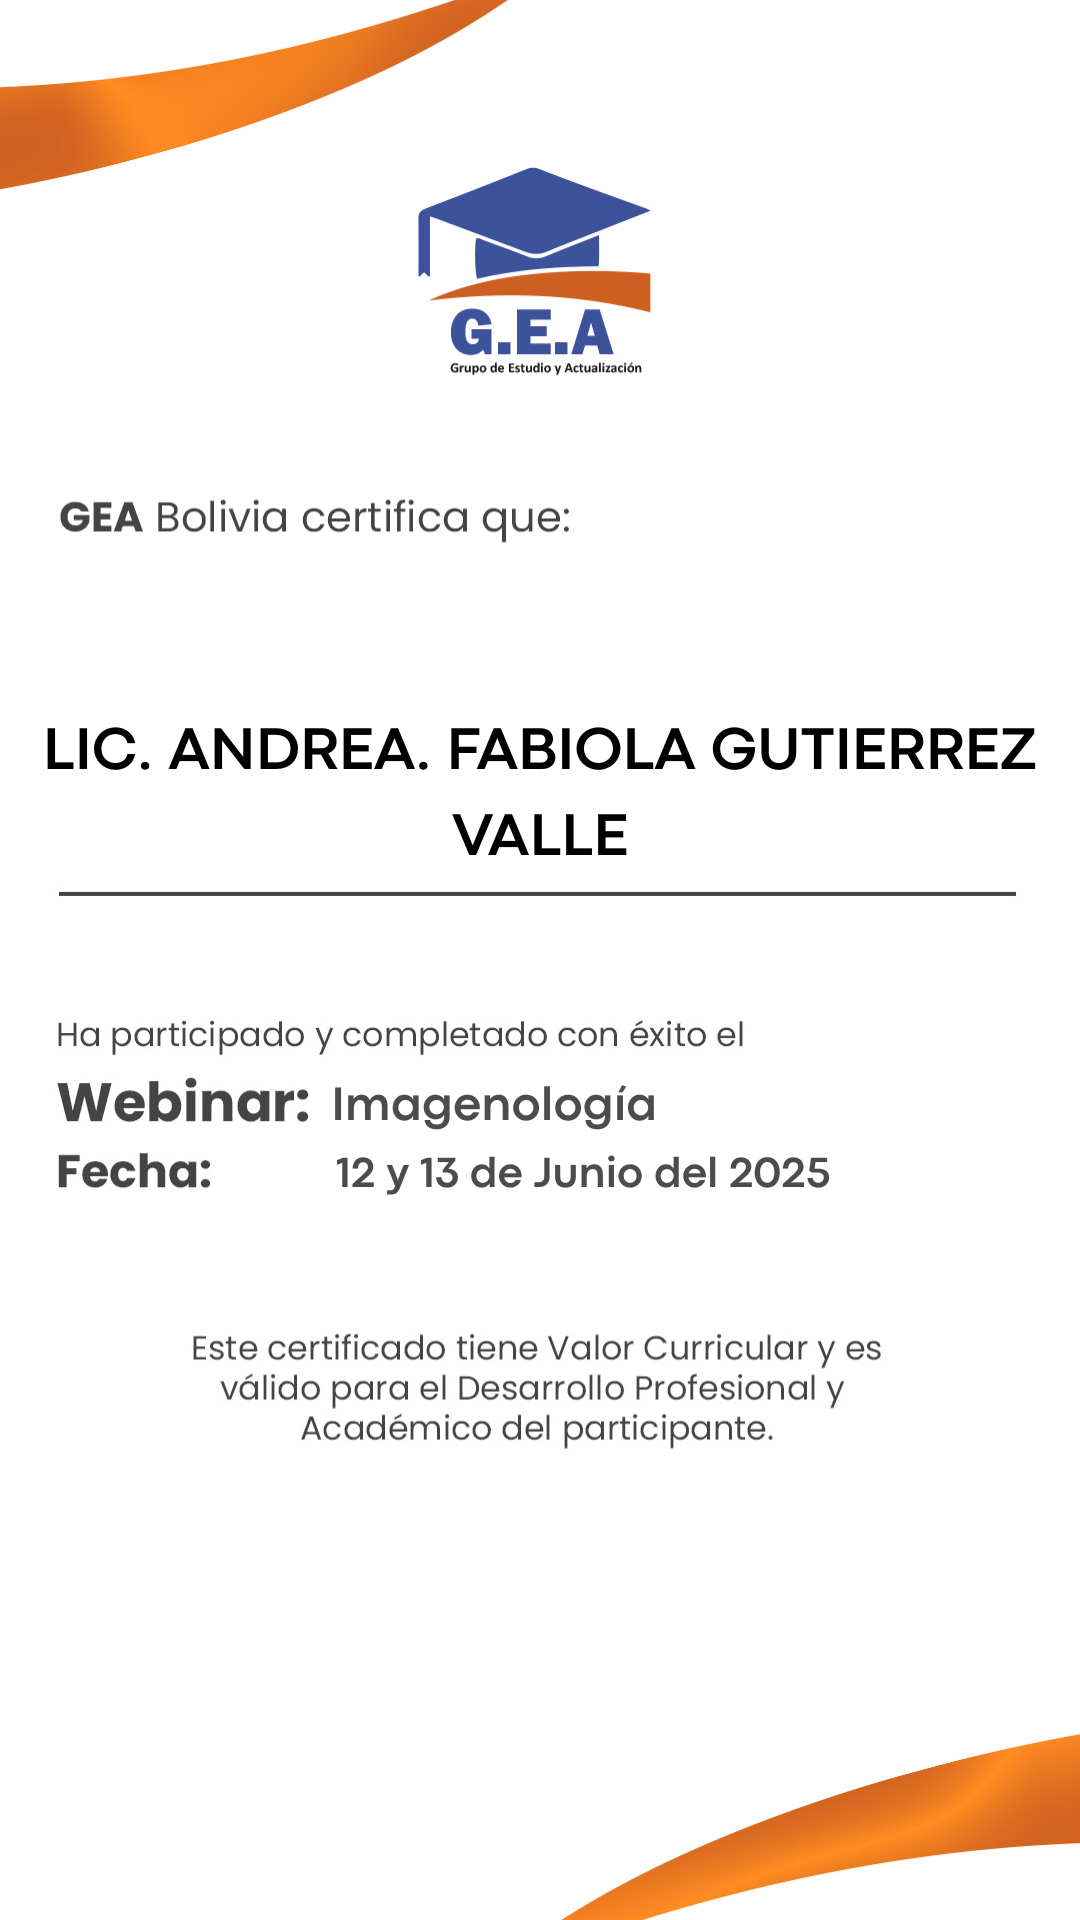 G.E.A
Grupo de Estudio y Actualización
GEA Bolivia certifica que:
LIC. ANDREA. FABIOLA GUTIERREZ
VALLE
Ha participado y completado con éxito el
Webinar: Imagenología
Fecha: 12 y 13 de Junio del 2025
Este certificado tiene Valor Curricular y es
válido para el Desarrollo Profesional y
Académico del participante.